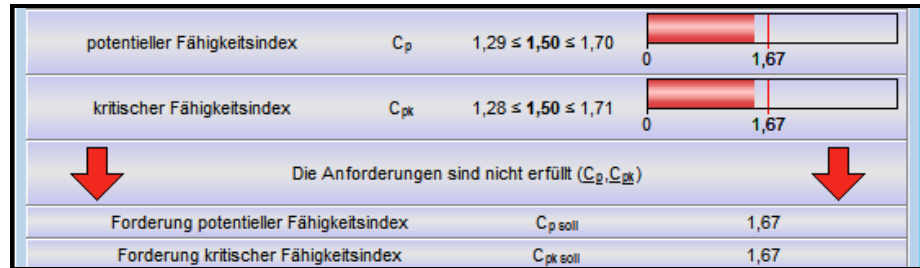 potentieller Fähigkeitsindex Cp 1,29 ≤ 1,50 ≤ 1,70
0 1,67
kritischer Fähigkeitsindex Cpk 1,28 ≤ 1,50 ≤ 1,71
0 1,67
Die Anforderungen sind nicht erfüllt (Cp,Cpk)
Forderung potentieller Fähigkeitsindex Cp soll 1,67
Forderung kritischer Fähigkeitsindex Cpk soll 1,67